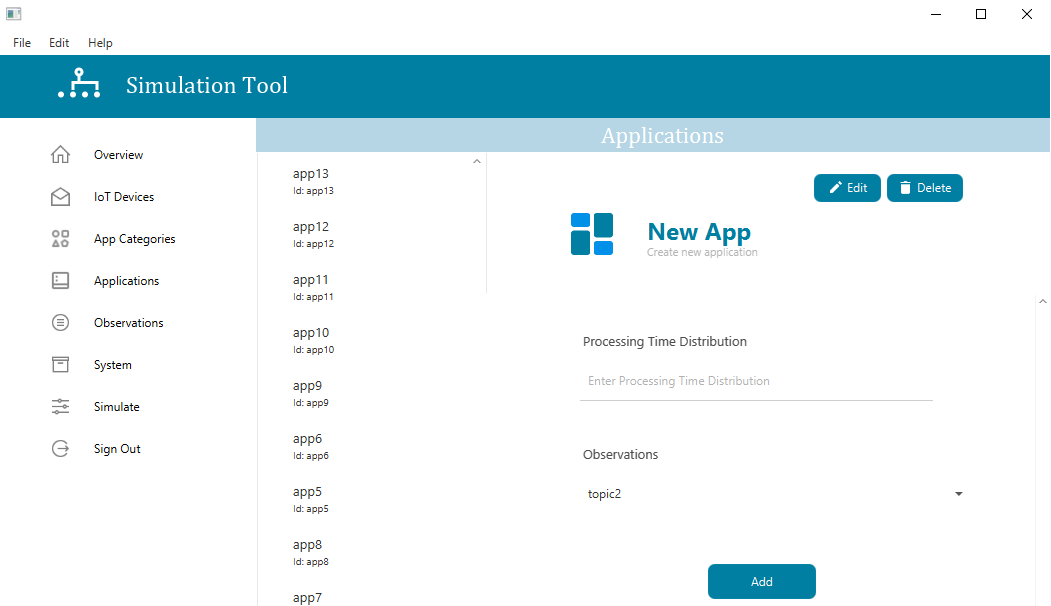 File Edit Help
Simulation Tool
Applications
Overview
IoT Devices
App Categories
Applications
Observations
System
Simulate
Sign Out
app13
Id: app13
app12
Id: app12
app11
Id: app11
app10
Id: app10
app9
Id: app9
app6
Id: app6
app5
Id: app5
app8
Id: app8
app7
Edit Delete
New App
Create new application
Processing Time Distribution
Enter Processing Time Distribution
Observations
topic2
Add